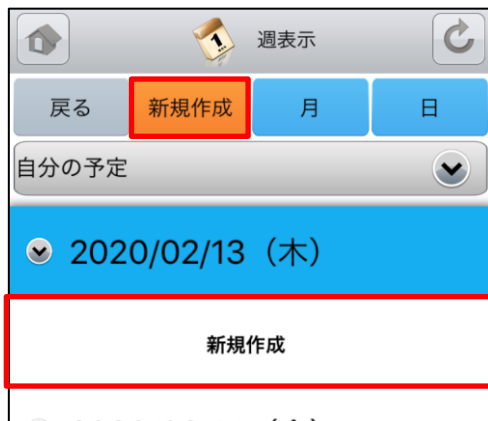 週表示
戻る 新規作成 月 日
自分の予定
2020/02/13（木）
新規作成